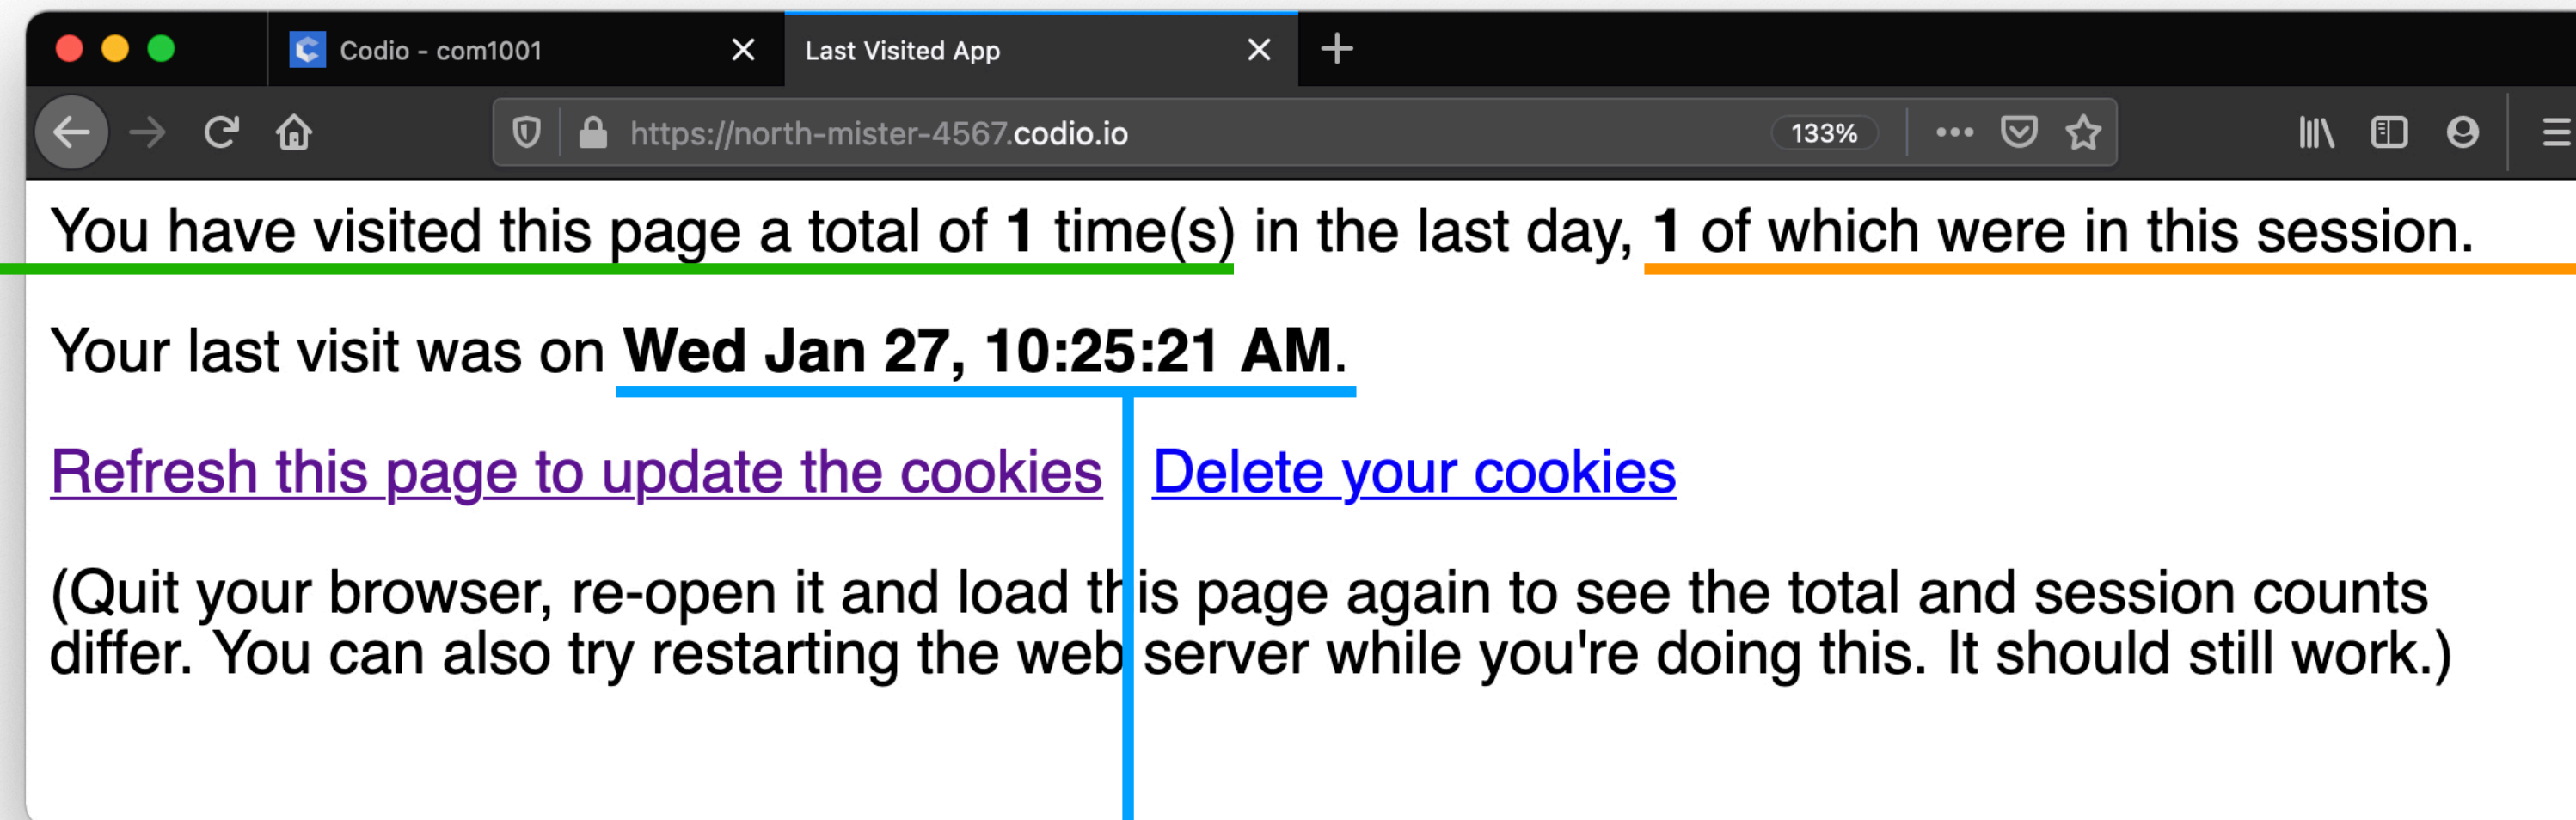 Codio - com1001
Last Visited App
https://north-mister-4567.codio.io
133%
You have visited this page a total of 1 time(s) in the last day, 1 of which were in this session.
Your last visit was on Wed Jan 27, 10:25:21 AM.
Refresh this page to update the cookies Delete your cookies
(Quit your browser, re-open it and load this page again to see the total and session counts
differ. You can also try restarting the web server while you're doing this. It should still work.)